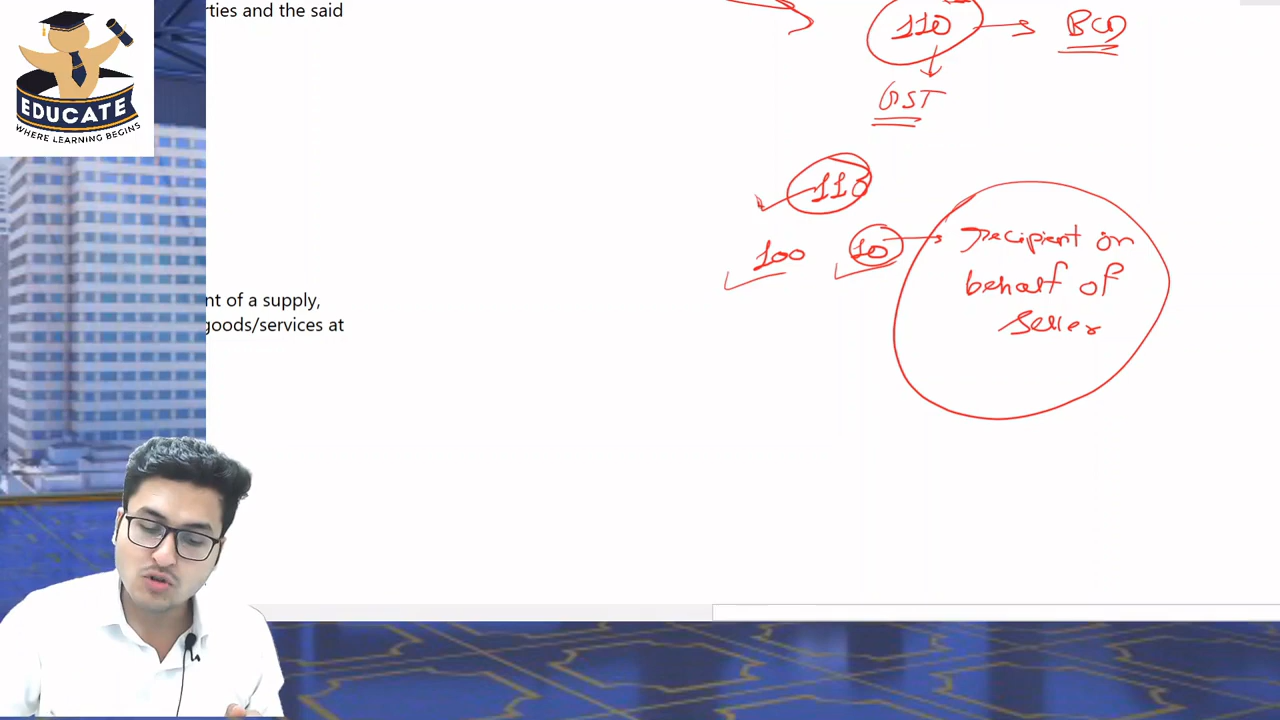 rties and the said
EDUCATE
WHERE LEARNING BEGINS
110 BCD
GST
110
100 10 recipient on
behalf of
seller
nt of a supply,
goods/services at